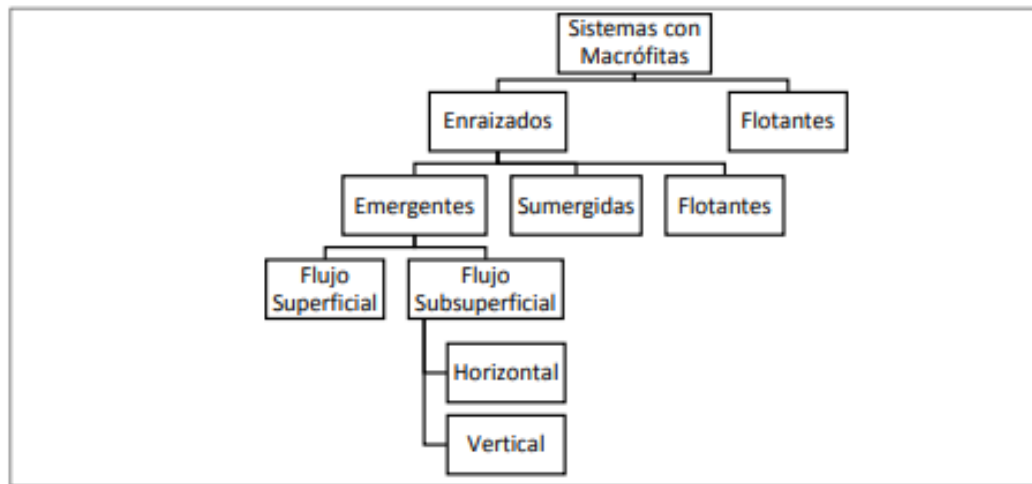 Sistemas con
Macrófitas
Enraizados
Flotantes
Emergentes
Sumergidas
Flotantes
Flujo
Superficial
Flujo
Subsuperficial
Horizontal
Vertical